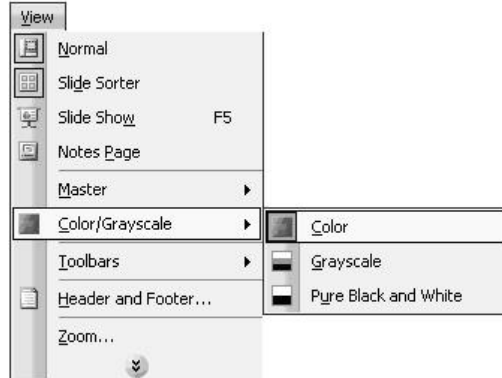 View
Normal
Slide Sorter
Slide Show F5
Notes Page
Master
Color/Grayscale
Color
Toolbars
Grayscale
Header and Footer...
Pure Black and White
Zoom...